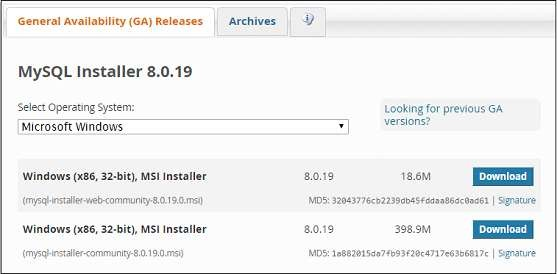 General Availability (GA) Releases Archives
MySQL Installer 8.0.19
Select Operating System:
Microsoft Windows
Looking for previous GA
versions?
Windows (x86, 32-bit), MSI Installer 8.0.19 18.6M Download
(mysql-installer-web-community-8.0.19.0.msi) MD5: 32043776cb2239db45fddaa86dc0ad61 | Signature
Windows (x86, 32-bit), MSI Installer 8.0.19 398.9M Download
(mysql-installer-community-8.0.19.0.msi) MD5: 1a882015da7fb93f20c4717e63b6817c | Signature